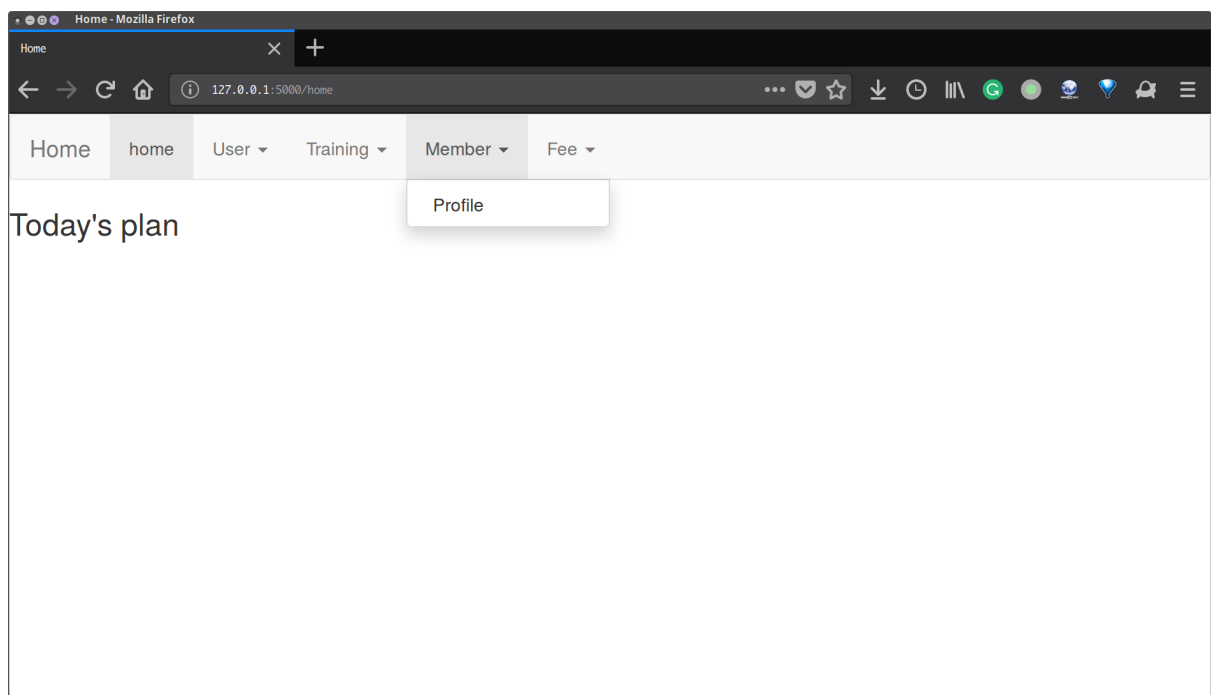 Home - Mozilla Firefox
Home
127.0.0.1:5000/home
Home home User Training Member Fee
Profile
Today's plan